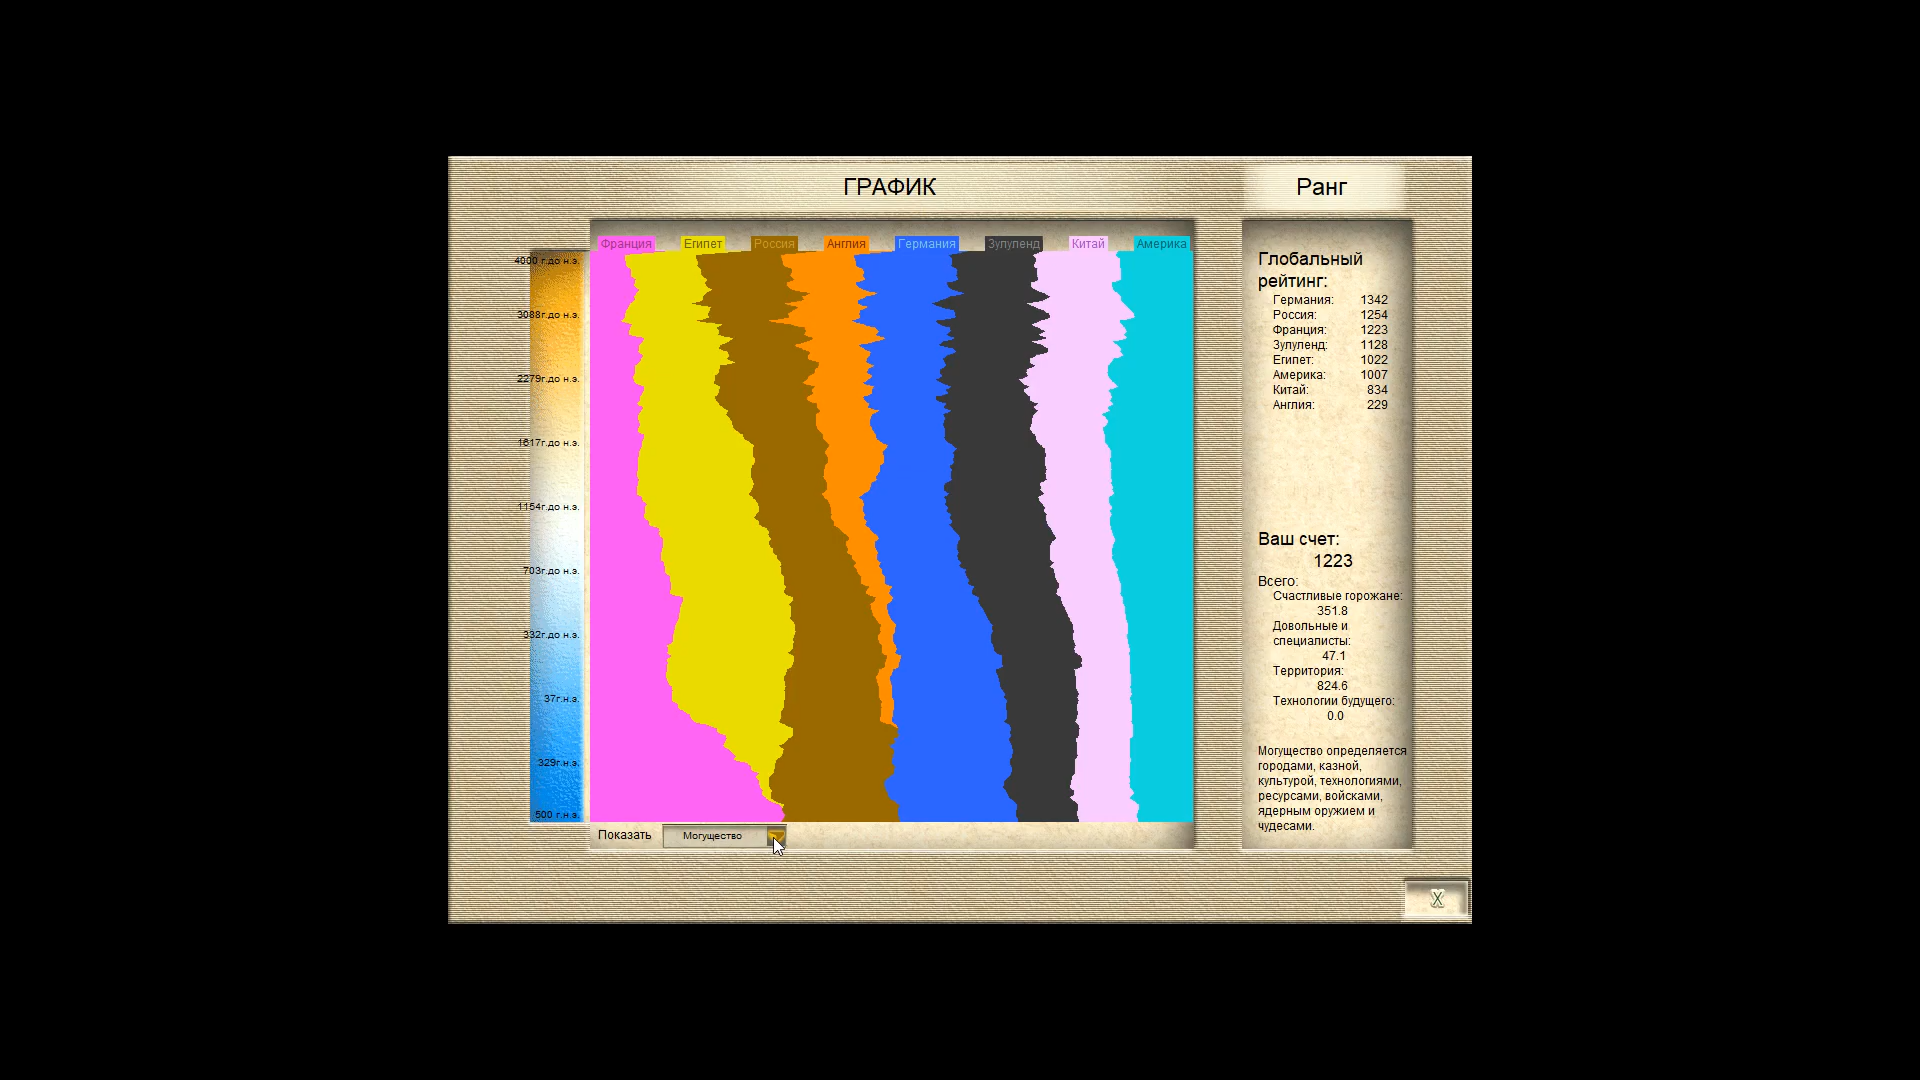 ГРАФИК
Ранг
Франция Египет Россия Англия Германия Зулуленд Китай Америка
4000 г.до н.э.
3088г.до н.э.
2279г.до н.э.
1617г.до н.э.
1154г.до н.э.
703г.до н.э.
332г.до н.э.
37г.н.э.
329г.н.э.
500 г.н.э.
Показать Могущество
Глобальный
рейтинг:
Германия: 1342
Россия: 1254
Франция: 1223
Зулуленд: 1128
Египет: 1022
Америка: 1007
Китай: 834
Англия: 229
Ваш счет:
1223
Всего:
Счастливые горожане:
351.8
Довольные и
специалисты:
47.1
Территория:
824.6
Технологии будущего:
0.0
Могущество определяется
городами, казной,
культурой, технологиями,
ресурсами, войсками,
ядерным оружием и
чудесами.
X